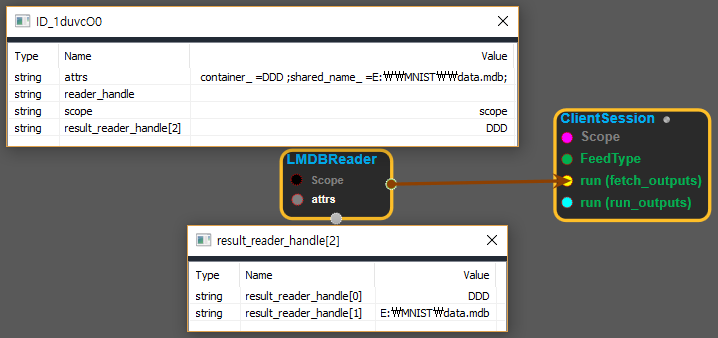 ID_1duvcO0
Type Name Value
string attrs container_ =DDD ;shared_name_ =E:₩₩MNIST₩₩data.mdb;
string reader_handle
string scope scope
string result_reader_handle[2] DDD
LMDBReader
Scope
attrs
ClientSession
Scope
FeedType
run (fetch_outputs)
run (run_outputs)
result_reader_handle[2]
Type Name Value
string result_reader_handle[0] DDD
string result_reader_handle[1] E:₩MNIST₩data.mdb